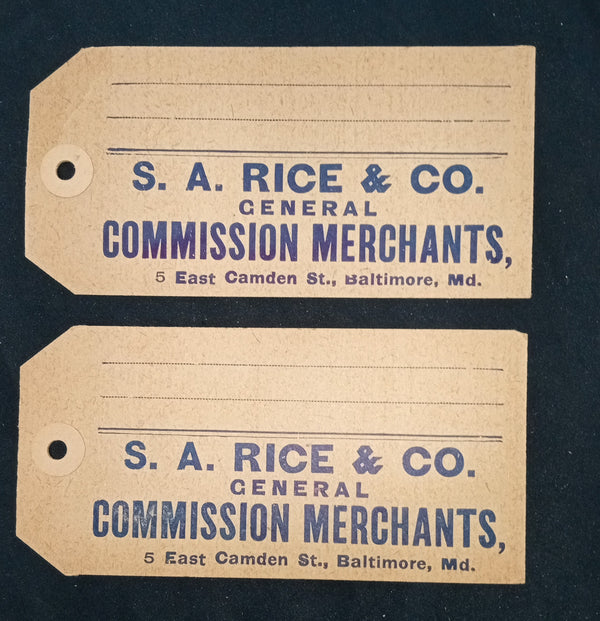 S. A. RICE & CO.
GENERAL
COMMISSION MERCHANTS,
5 East Camden St., Baltimore, Md.
S. A. RICE & CO.
GENERAL
COMMISSION MERCHANTS,
5 East Camden St., Baltimore, Md.